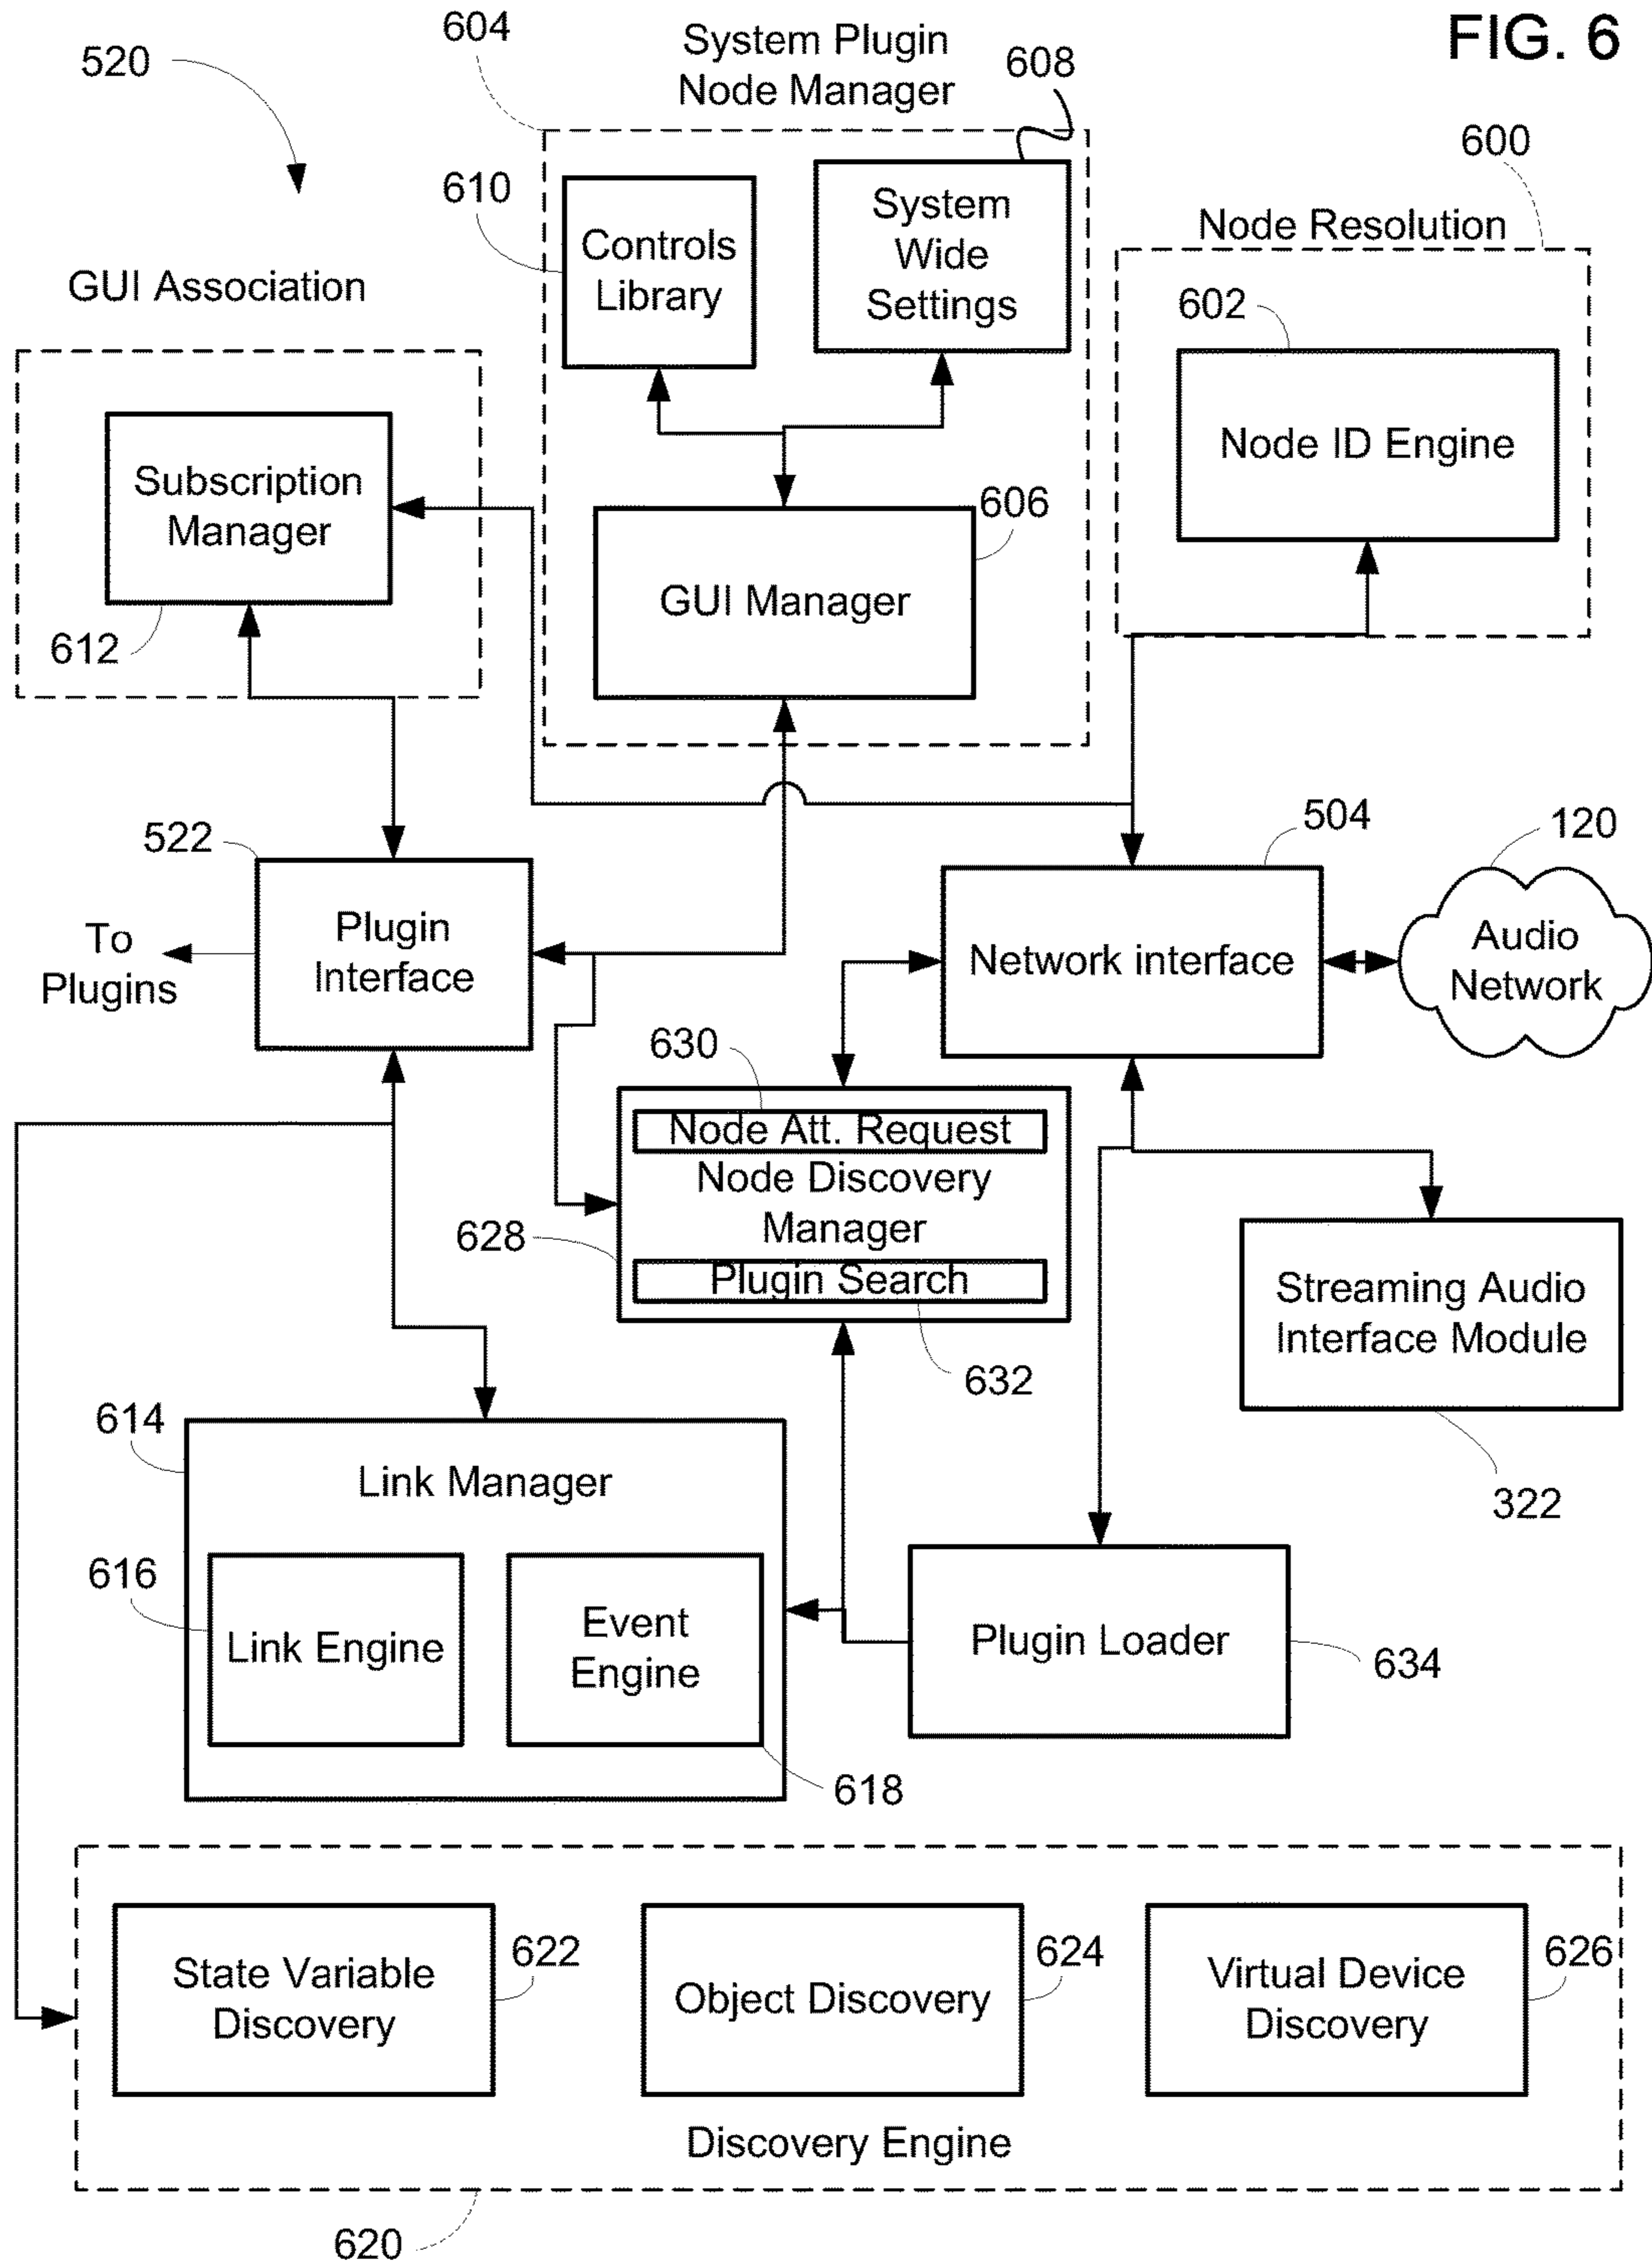 FIG. 6
520
604
System Plugin
Node Manager
608
600
610
Controls
Library
System
Wide
Settings
Node Resolution
602
Node ID Engine
GUI Association
Subscription
Manager
612
606
GUI Manager
522
Plugin
Interface
To
Plugins
504
Network interface
120
Audio
Network
630
Node Att. Request
Node Discovery
Manager
628
Plugin Search
632
Streaming Audio
Interface Module
322
614
Link Manager
616
Link Engine
Event
Engine
618
Plugin Loader
634
State Variable
Discovery
622
Object Discovery
624
Virtual Device
Discovery
626
Discovery Engine
620